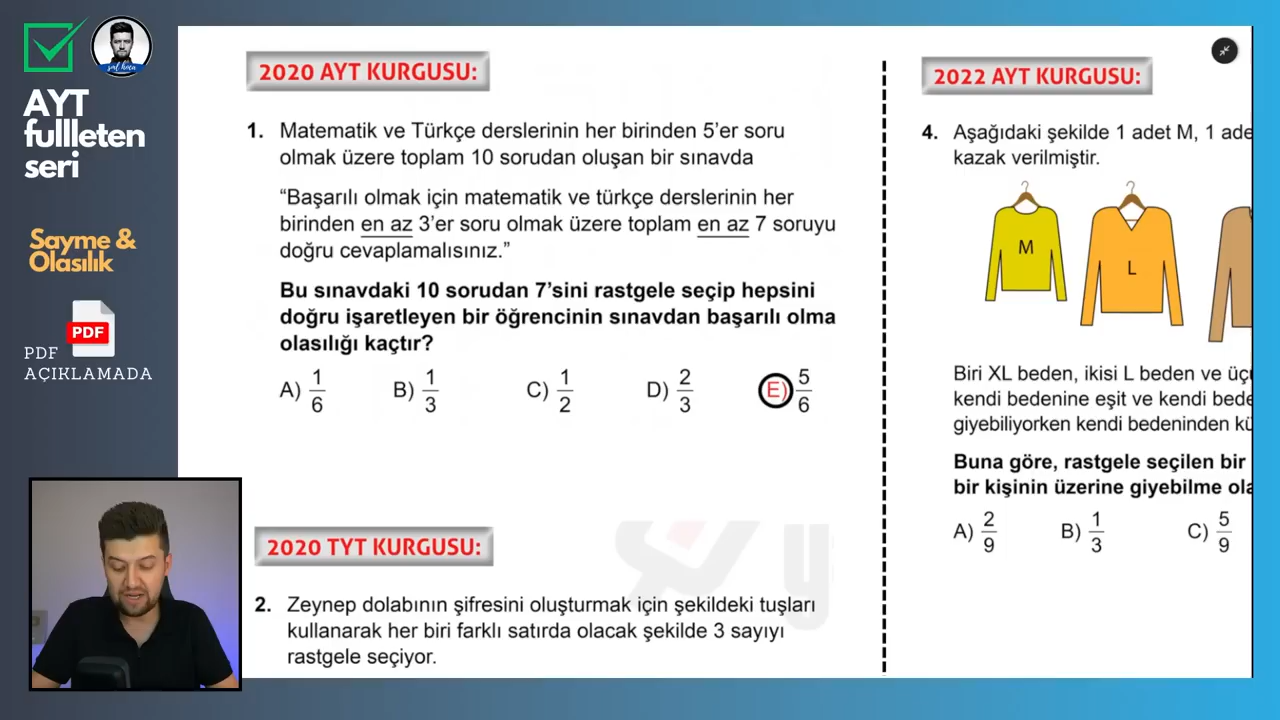 AYT
fullleten
seri
Sayme &
Olasılık
PDF
PDF
AÇIKLAMADA
2020 AYT KURGUSU:
1. Matematik ve Türkçe derslerinin her birinden 5'er soru
olmak üzere toplam 10 sorudan oluşan bir sınavda
“Başarılı olmak için matematik ve türkçe derslerinin her
birinden en az 3'er soru olmak üzere toplam en az 7 soruyu
doğru cevaplamalısınız.”
Bu sınavdaki 10 sorudan 7'sini rastgele seçip hepsini
doğru işaretleyen bir öğrencinin sınavdan başarılı olma
olasılığı kaçtır?
A) 1/6 B) 1/3 C) 1/2 D) 2/3 E) 5/6
2020 TYT KURGUSU:
2. Zeynep dolabının şifresini oluşturmak için şekildeki tuşları
kullanarak her biri farklı satırda olacak şekilde 3 sayıyı
rastgele seçiyor.
2022 AYT KURGUSU:
4. Aşağıdaki şekilde 1 adet M, 1 ade
kazak verilmiştir.
M
L
Biri XL beden, ikisi L beden ve üçü
kendi bedenine eşit ve kendi bede
giyebiliyorken kendi bedeninden kü
Buna göre, rastgele seçilen bir
bir kişinin üzerine giyebilme ola
A) 2/9 B) 1/3 C) 5/9